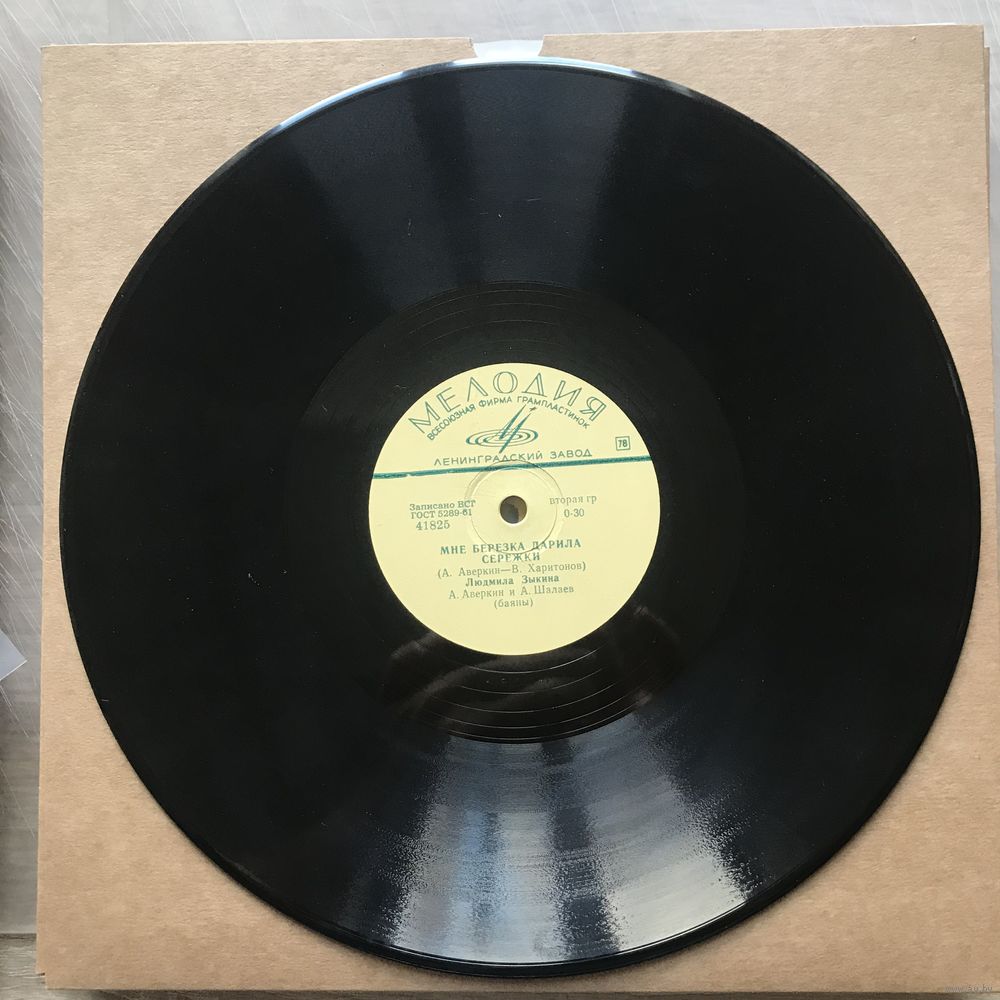 МЕЛОДИЯ
ВСЕСОЮЗНАЯ ФИРМА ГРАМПЛАСТИНОК
ЛЕНИНГРАДСКИЙ ЗАВОД
78
Записано ВСГ вторая гр
ГОСТ 5289-61 0-30
41825
МНЕ БЕРЕЗКА ДАРИЛА
СЕРЕЖКИ
(А. Аверкин—В. Харитонов)
Людмила Зыкина
А. Аверкин и А. Шалаев
(баяны)